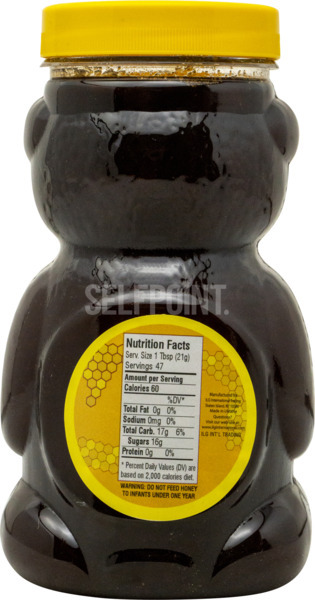 SELFPOINT.
Nutrition Facts
Serv. Size 1 Tbsp (21g)
Servings 47
Amount per Serving
Calories 60
%DV*
Total Fat 0g 0%
Sodium 0mg 0%
Total Carb. 17g 6%
Sugars 16g
Protein 0g 0%
* Percent Daily Values (DV) are
based on 2,000 calories diet.
WARNING: DO NOT FEED HONEY
TO INFANTS UNDER ONE YEAR
ILG INT'L TRADING